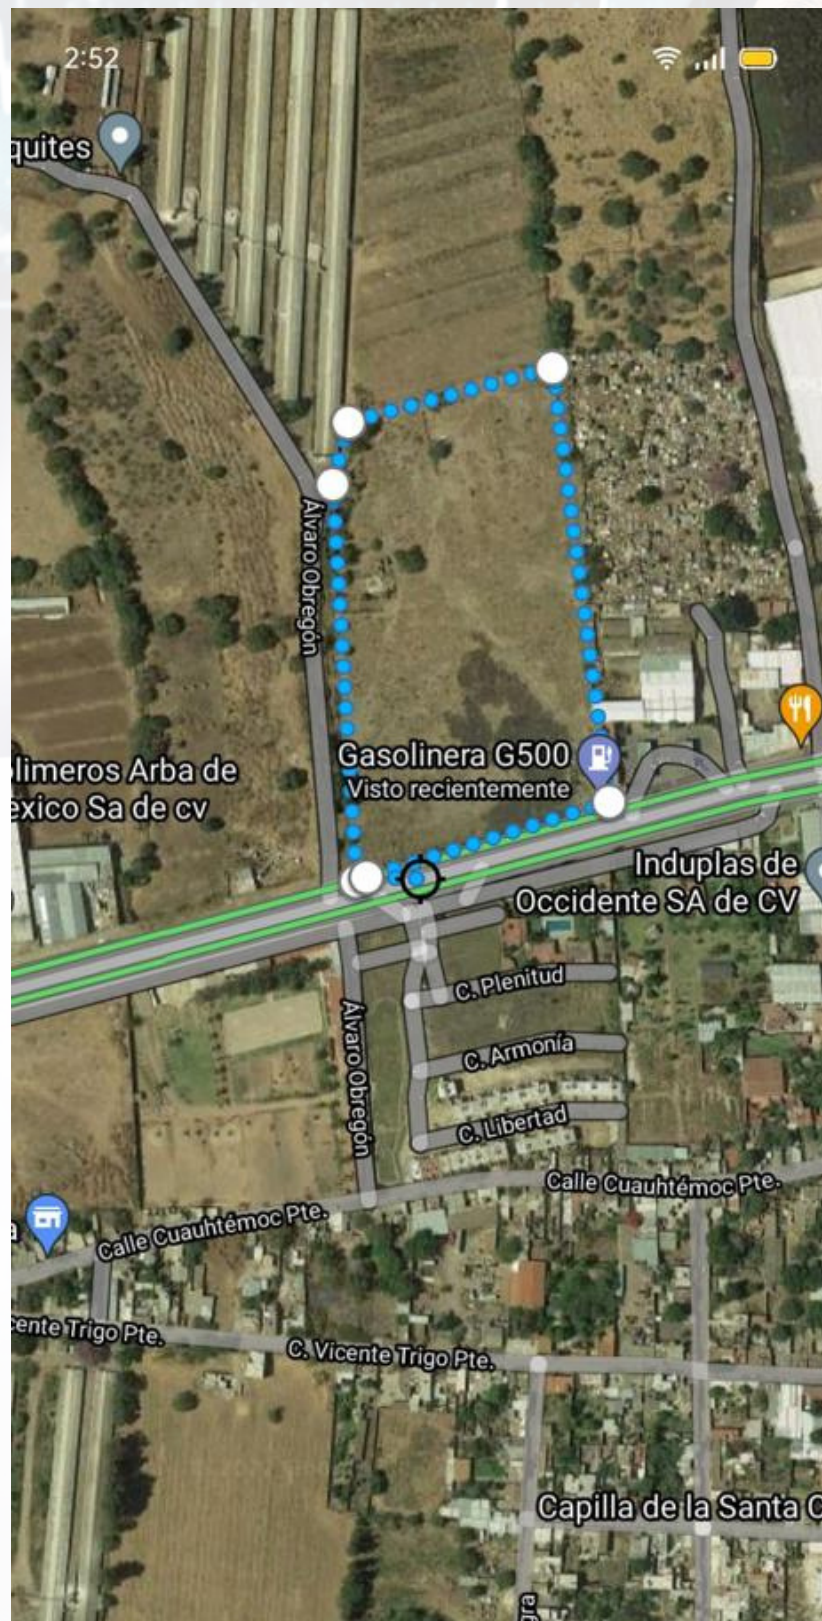 2:52
quites
Álvaro Obregón
Gasolinera G500
Visto recientemente
limeros Arba de
exico Sa de cv
Induplas de
Occidente SA de CV
C. Plenitud
Álvaro Obregón
C. Armonía
C. Libertad
Calle Cuauhtémoc Pte.
Calle Cuauhtémoc Pte.
a
cente Trigo Pte.
C. Vicente Trigo Pte.
Capilla de la Santa C
gra